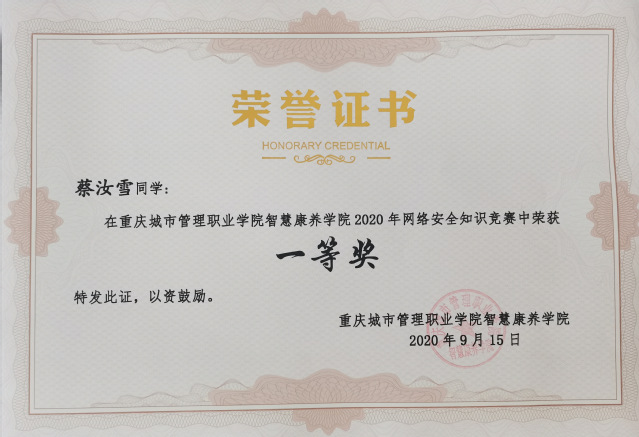 荣誉证书
HONORARY CREDENTIAL
蔡汝雪同学：
在重庆城市管理职业学院智慧康养学院2020年网络安全知识竞赛中荣获
一等奖
特发此证，以资鼓励。
重庆城市管理职业学院智慧康养学院
2020年9月15日